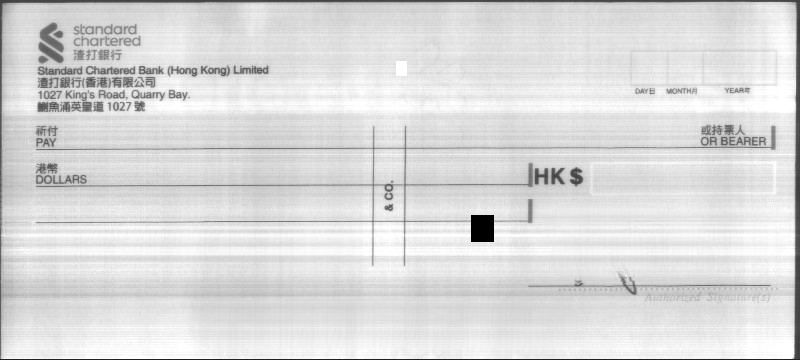 standard
chartered
渣打銀行
Standard Chartered Bank (Hong Kong) Limited
渣打銀行(香港)有限公司
1027 King's Road, Quarry Bay.
鰂魚涌英皇道 1027 號
DAY日 MONTH月 YEAR年
祈付
PAY
或持票人
OR BEARER
港幣
DOLLARS
HK $
& CO.
Authorized Signature(s)